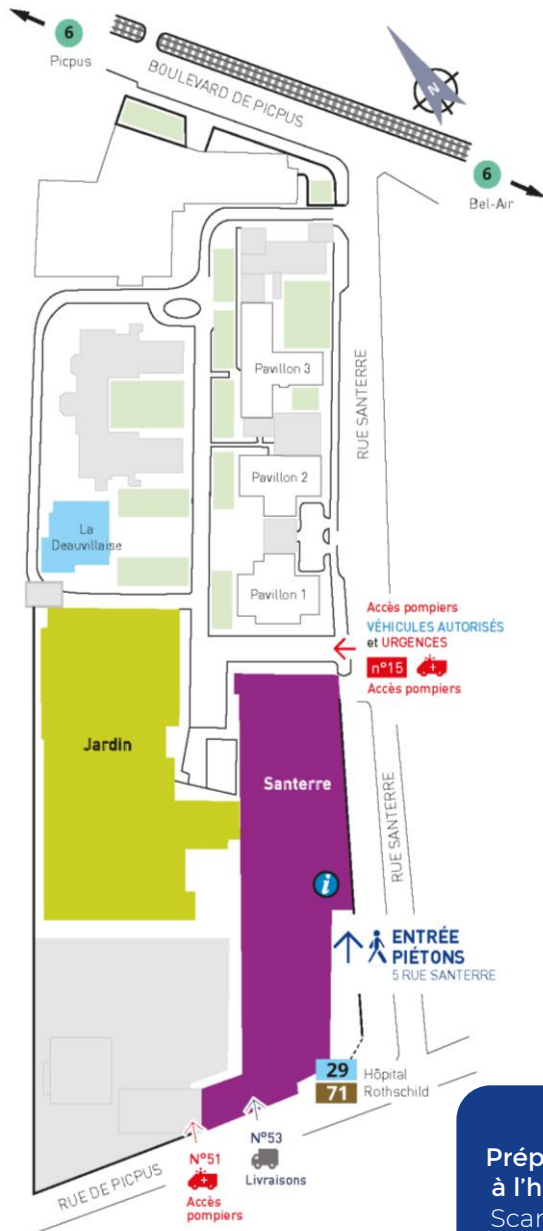 6
Picpus
BOULEVARD DE PICPUS
N
6
Bel-Air
Pavillon 3
RUE SANTERRE
Pavillon 2
La
Deauvillaise
Pavillon 1
Accès pompiers
VÉHICULES AUTORISÉS
et URGENCES
n°15
Accès pompiers
Jardin
Santerre
RUE SANTERRE
i
ENTRÉE
PIÉTONS
5 RUE SANTERRE
29
71
Hôpital
Rothschild
N°51
Accès
pompiers
N°53
Livraisons
RUE DE PICPUS
Prép
à l'h
Scar